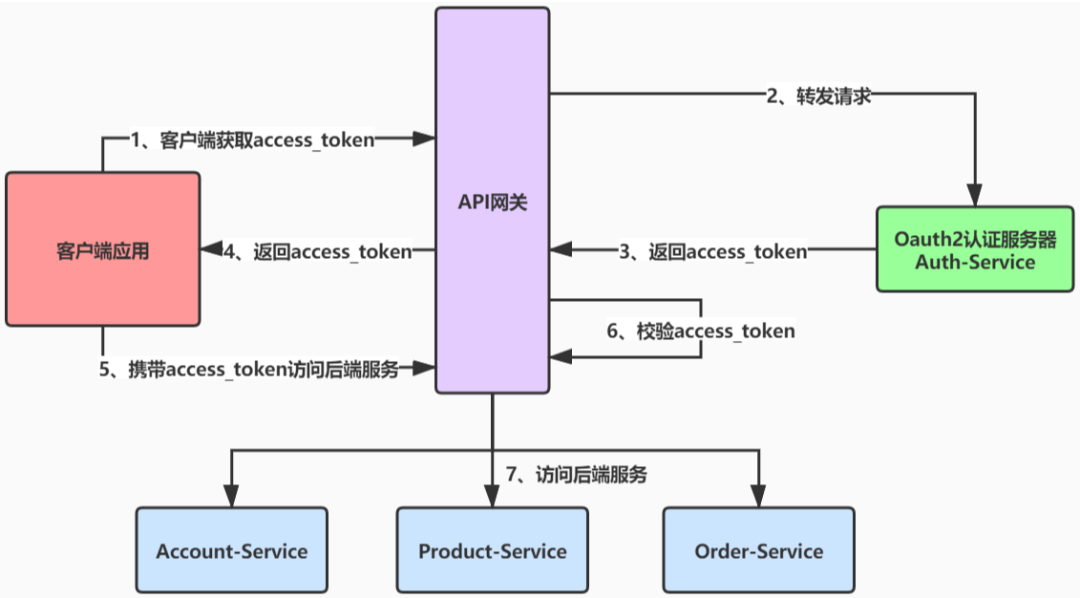 2、转发请求
1、客户端获取access_token
API网关
客户端应用
4、返回access_token
3、返回access_token
Oauth2认证服务器
Auth-Service
6、校验access_token
5、携带access_token访问后端服务
7、访问后端服务
Account-Service
Product-Service
Order-Service